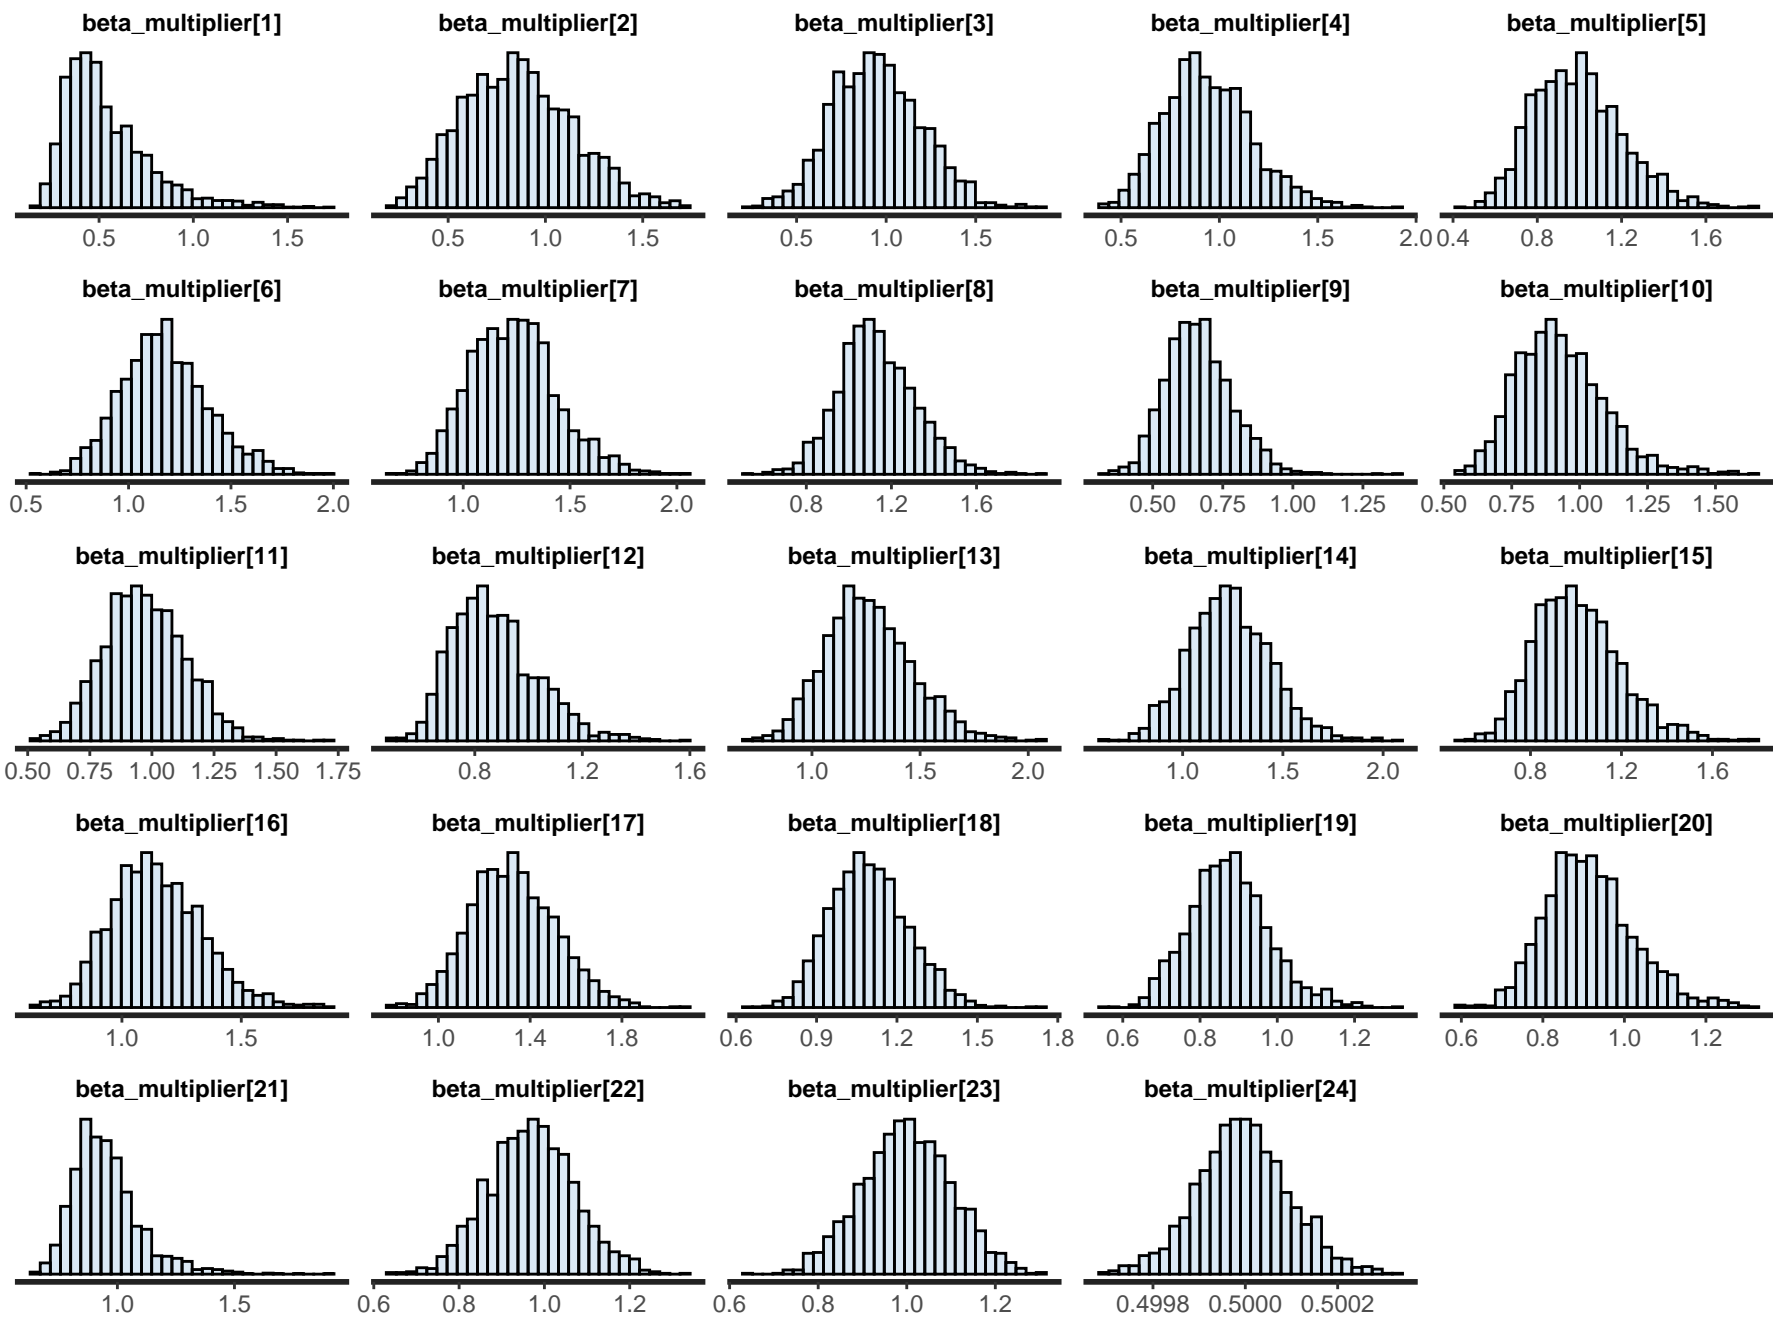 beta_multiplier[1] beta_multiplier[2] beta_multiplier[3] beta_multiplier[4] beta_multiplier[5]
0.5 1.0 1.5 0.5 1.0 1.5 0.5 1.0 1.5 0.5 1.0 1.5 2.0 0.4 0.8 1.2 1.6
beta_multiplier[6] beta_multiplier[7] beta_multiplier[8] beta_multiplier[9] beta_multiplier[10]
0.5 1.0 1.5 2.0 1.0 1.5 2.0 0.8 1.2 1.6 0.50 0.75 1.00 1.25 0.50 0.75 1.00 1.25 1.50
beta_multiplier[11] beta_multiplier[12] beta_multiplier[13] beta_multiplier[14] beta_multiplier[15]
0.50 0.75 1.00 1.25 1.50 1.75 0.8 1.2 1.6 1.0 1.5 2.0 1.0 1.5 2.0 0.8 1.2 1.6
beta_multiplier[16] beta_multiplier[17] beta_multiplier[18] beta_multiplier[19] beta_multiplier[20]
1.0 1.5 1.0 1.4 1.8 0.6 0.9 1.2 1.5 1.8 0.6 0.8 1.0 1.2 0.6 0.8 1.0 1.2
beta_multiplier[21] beta_multiplier[22] beta_multiplier[23] beta_multiplier[24]
1.0 1.5 0.6 0.8 1.0 1.2 0.6 0.8 1.0 1.2 0.4998 0.5000 0.5002